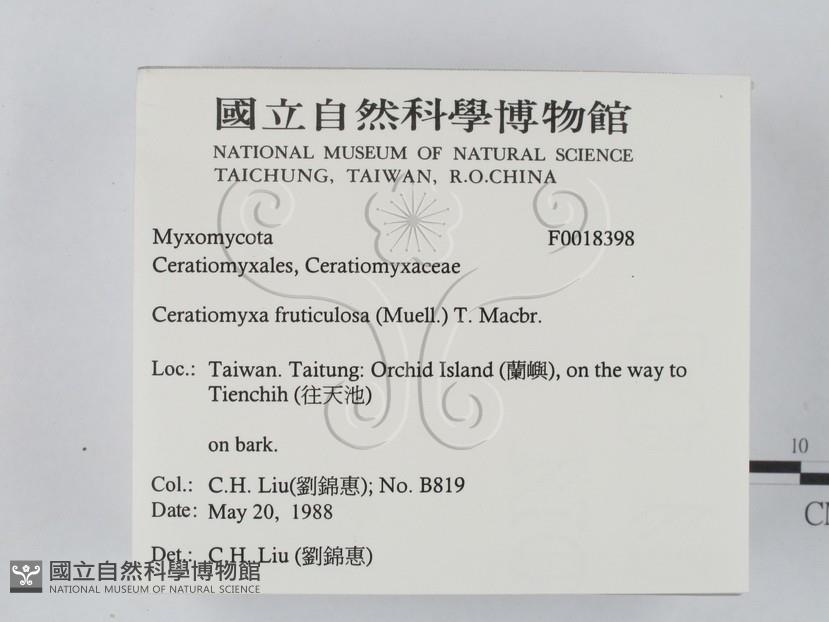 國立自然科學博物館
NATIONAL MUSEUM OF NATURAL SCIENCE
TAICHUNG, TAIWAN, R.O.CHINA
Myxomycota F0018398
Ceratiomyxales, Ceratiomyxaceae
Ceratiomyxa fruticulosa (Muell.) T. Macbr.
Loc.: Taiwan. Taitung: Orchid Island (蘭嶼), on the way to
Tienchih (往天池)
on bark.
Col.: C.H. Liu(劉錦惠); No. B819
Date: May 20, 1988
Det.: C.H. Liu (劉錦惠)
10
CM
國立自然科學博物館
NATIONAL MUSEUM OF NATURAL SCIENCE